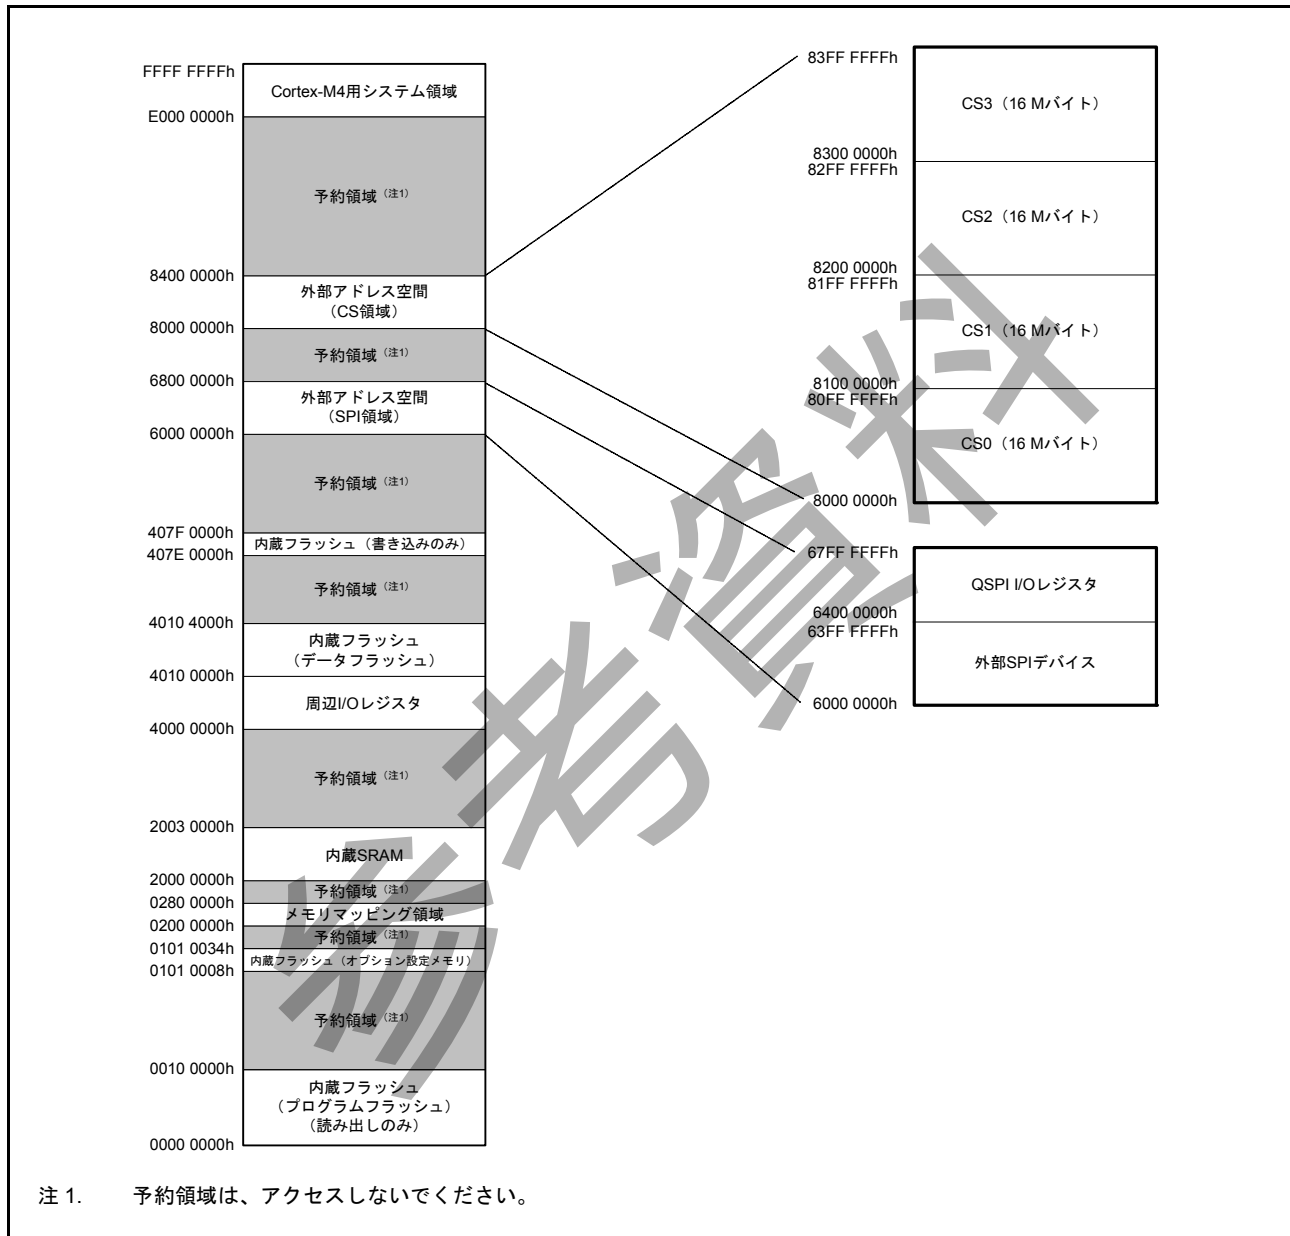 FFFF FFFFh
Cortex-M4用システム領域
E000 0000h
予約領域（注1）
8400 0000h
外部アドレス空間
（CS領域）
8000 0000h
予約領域（注1）
6800 0000h
外部アドレス空間
（SPI領域）
6000 0000h
予約領域（注1）
407F 0000h
内蔵フラッシュ（書き込みのみ）
407E 0000h
予約領域（注1）
4010 4000h
内蔵フラッシュ
（データフラッシュ）
4010 0000h
周辺I/Oレジスタ
4000 0000h
予約領域（注1）
2003 0000h
内蔵SRAM
2000 0000h
予約領域（注1）
0280 0000h
メモリマッピング領域
0200 0000h
予約領域（注1）
0101 0034h
内蔵フラッシュ（オプション設定メモリ）
0101 0008h
予約領域（注1）
0010 0000h
内蔵フラッシュ
（プログラムフラッシュ）
（読み出しのみ）
0000 0000h
83FF FFFFh
CS3（16 Mバイト）
8300 0000h
82FF FFFFh
CS2（16 Mバイト）
8200 0000h
81FF FFFFh
CS1（16 Mバイト）
8100 0000h
80FF FFFFh
CS0（16 Mバイト）
8000 0000h
67FF FFFFh
QSPI I/Oレジスタ
6400 0000h
63FF FFFFh
外部SPIデバイス
6000 0000h
参考資料
注 1. 予約領域は、アクセスしないでください。